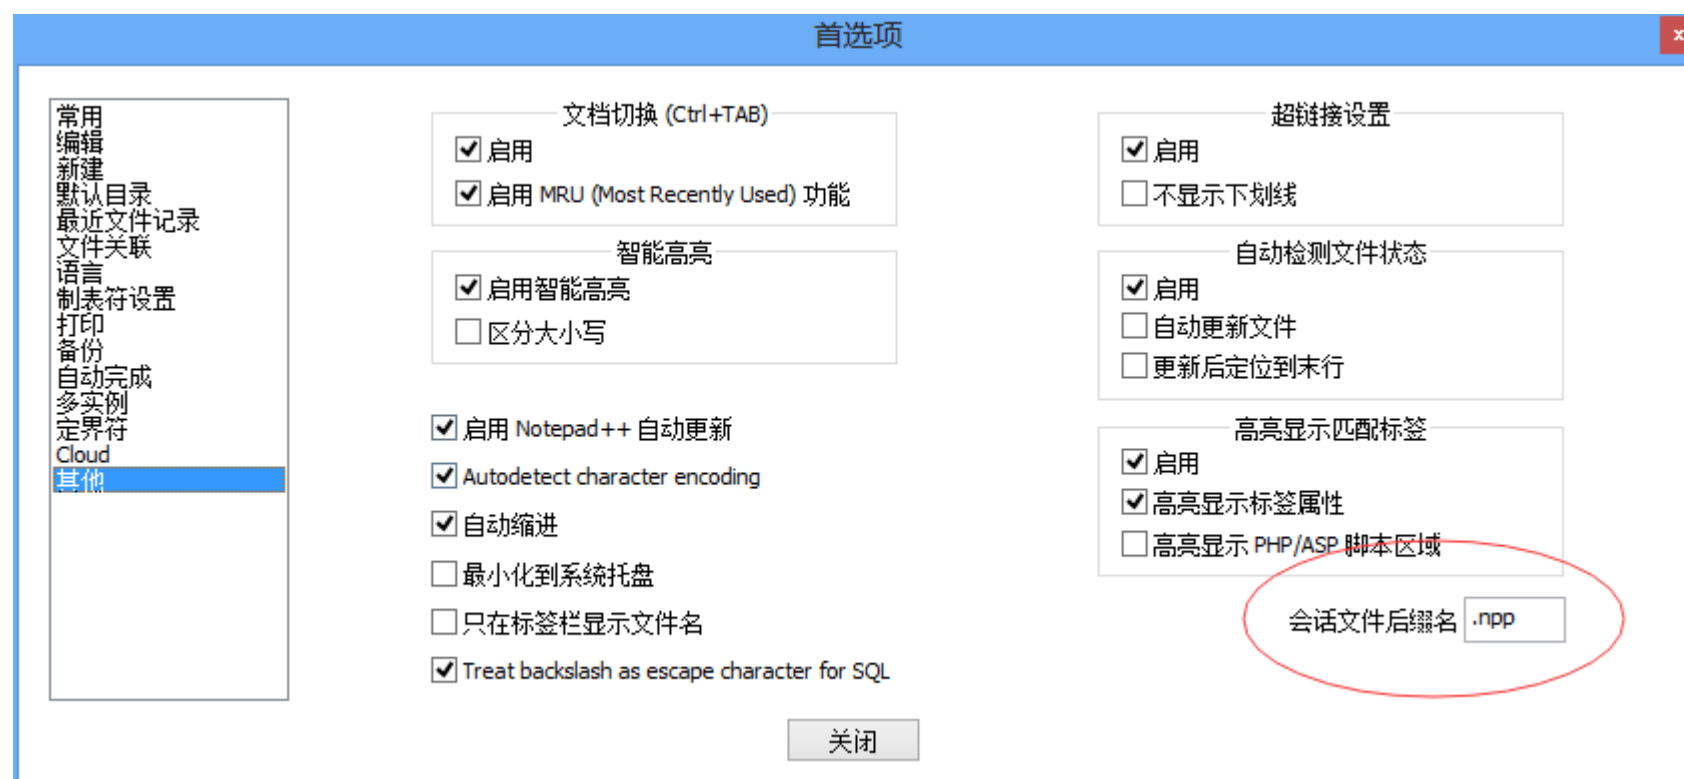 首选项
x
常用
编辑
新建
默认目录
最近文件记录
文件关联
语言
制表符设置
打印
备份
自动完成
多实例
定界符
Cloud
其他
文档切换 (Ctrl+TAB)
启用
启用 MRU (Most Recently Used) 功能
智能高亮
启用智能高亮
区分大小写
启用 Notepad++ 自动更新
Autodetect character encoding
自动缩进
最小化到系统托盘
只在标签栏显示文件名
Treat backslash as escape character for SQL
超链接设置
启用
不显示下划线
自动检测文件状态
启用
自动更新文件
更新后定位到末行
高亮显示匹配标签
启用
高亮显示标签属性
高亮显示 PHP/ASP 脚本区域
会话文件后缀名 .npp
关闭